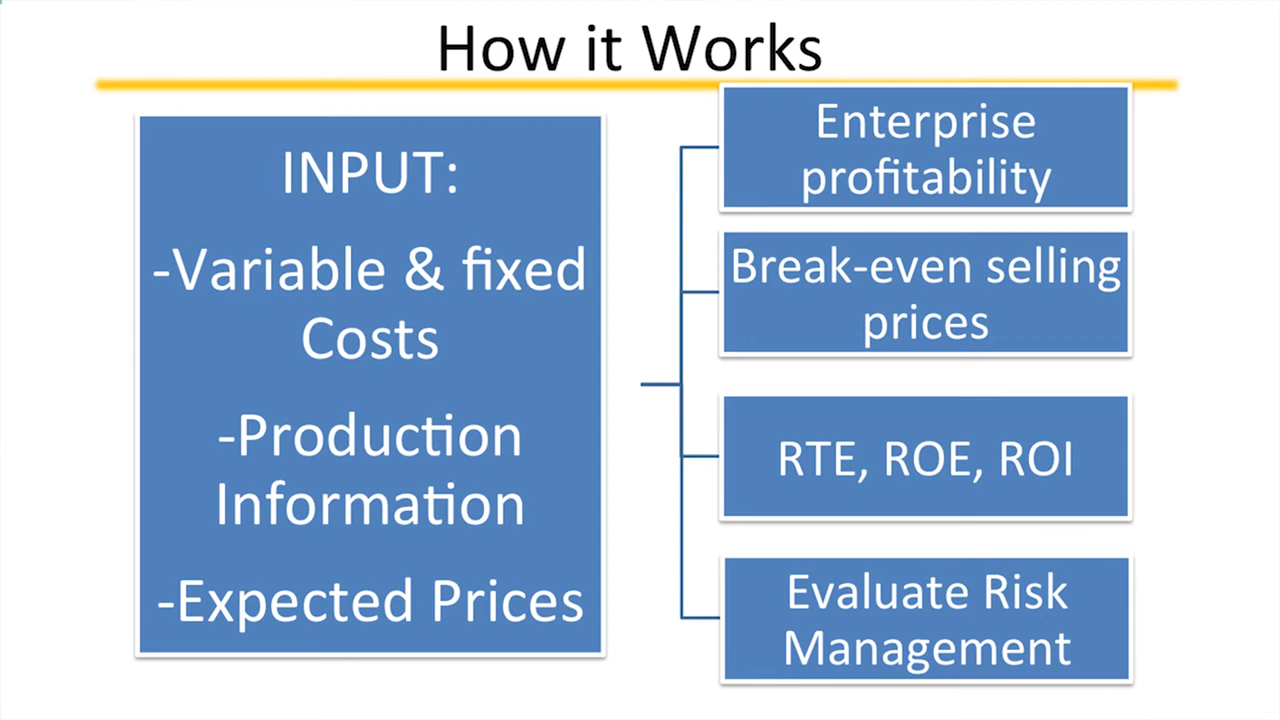 How it Works
INPUT:
-Variable & fixed
Costs
-Production
Information
-Expected Prices
Enterprise
profitability
Break-even selling
prices
RTE, ROE, ROI
Evaluate Risk
Management